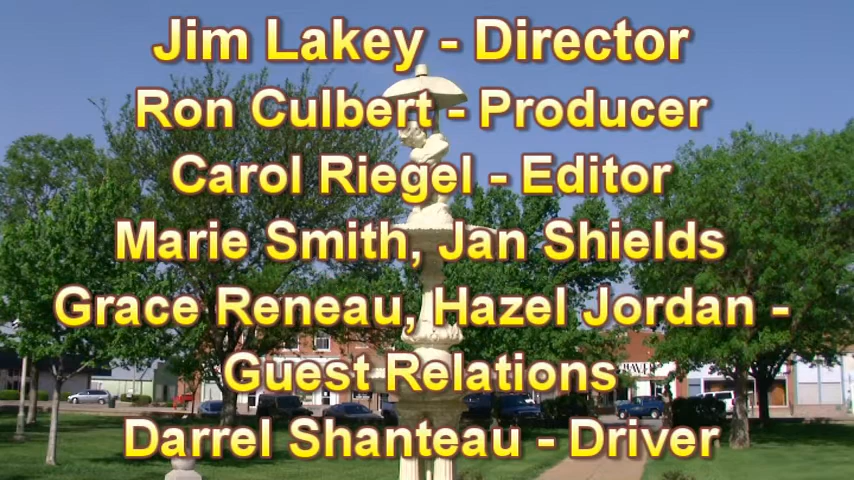 Jim Lakey - Director
Ron Culbert - Producer
Carol Riegel - Editor
Marie Smith, Jan Shields
Grace Reneau, Hazel Jordan -
Guest Relations
Darrel Shanteau - Driver